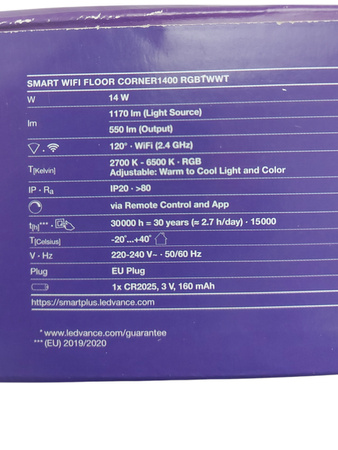 SMART WIFI FLOOR CORNER1400 RGBTWWT
W 14 W
lm 1170 lm (Light Source)
550 lm (Output)
120° · WiFi (2.4 GHz)
T[Kelvin] 2700 K - 6500 K · RGB
Adjustable: Warm to Cool Light and Color
IP · Ra IP20 · >80
via Remote Control and App
t[h]*** · 30000 h = 30 years (≈ 2.7 h/day) · 15000
T[Celsius] -20°...+40°
V · Hz 220-240 V~ · 50/60 Hz
Plug EU Plug
1x CR2025, 3 V, 160 mAh
https://smartplus.ledvance.com
* www.ledvance.com/guarantee
*** (EU) 2019/2020